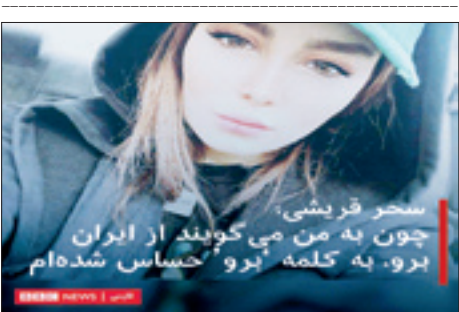 سحر قریشی،
چون به من می‌گویند از ایران
برو، به کلمه 'برو' حساس شده‌ام
BBC NEWS | فارسی